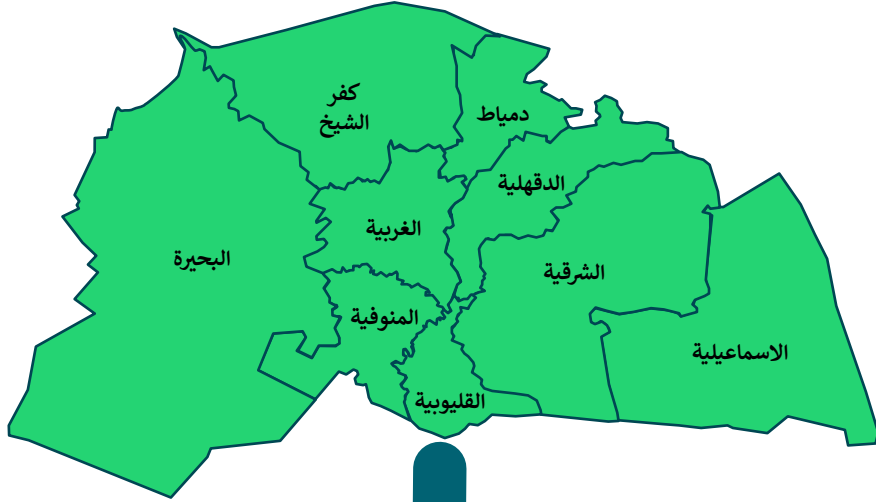 كفر
الشيخ
دمياط
الدقهلية
الغربية
البحيرة
الشرقية
المنوفية
الاسماعيلية
القليوبية